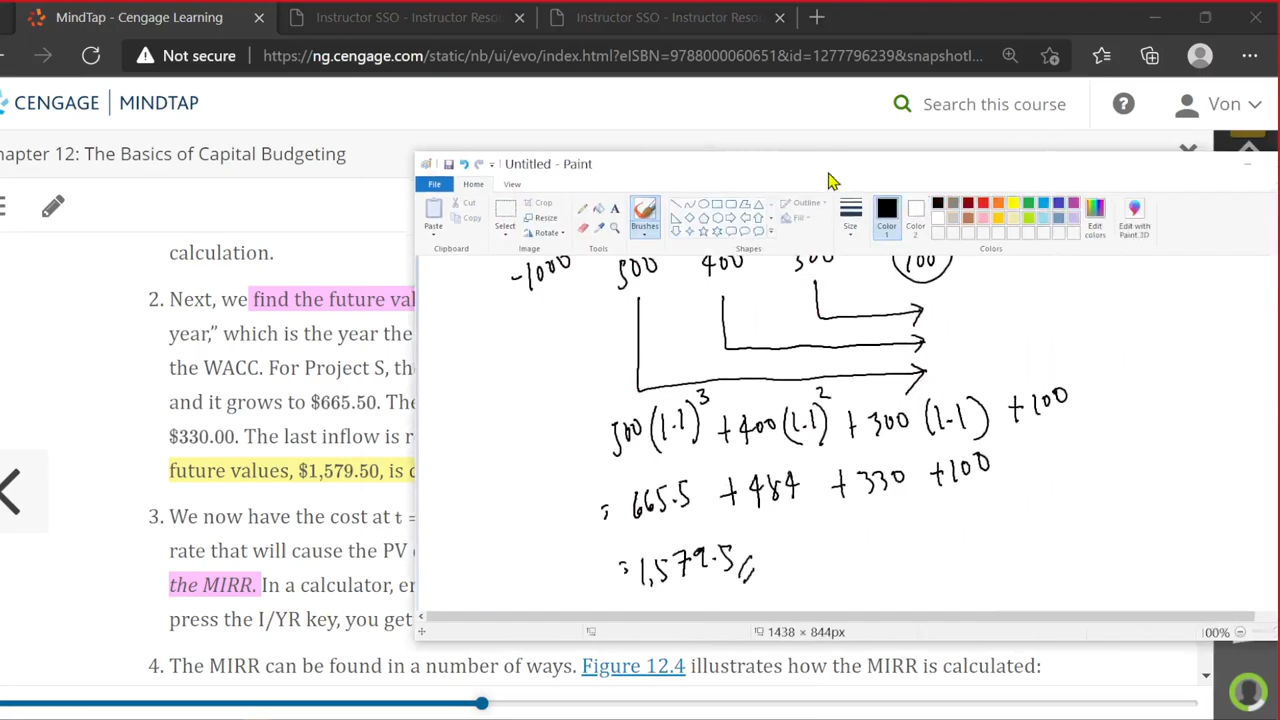 MindTap - Cengage Learning
Instructor SSO - Instructor Reso
Instructor SSO - Instructor Reso
Not secure
https://ng.cengage.com/static/nb/ui/evo/index.html?eISBN=9788000060651&id=1277796239&snapshotI...
CENGAGE MINDTAP
Search this course
Von
hapter 12: The Basics of Capital Budgeting
Untitled - Paint
File Home View
Paste
Cut
Copy
Clipboard
Select
Crop
Resize
Rotate
Image
Tools
Brushes
Shapes
Outline
Fill
Size
Color 1
Color 2
Colors
Edit colors
Edit with Paint 3D
calculation.
2. Next, we find the future val
year,” which is the year the
the WACC. For Project S, the
and it grows to $665.50. The
$330.00. The last inflow is r
future values, $1,579.50, is c
3. We now have the cost at t =
rate that will cause the PV
the MIRR. In a calculator, en
press the I/YR key, you get
4. The MIRR can be found in a number of ways. Figure 12.4 illustrates how the MIRR is calculated:
-1000 500 400 300 100
500(1.1)³ +400(1.1)² +300(1.1) +100
= 665.5 +484 +330 +100
= 1,579.5
1438 × 844px
00%